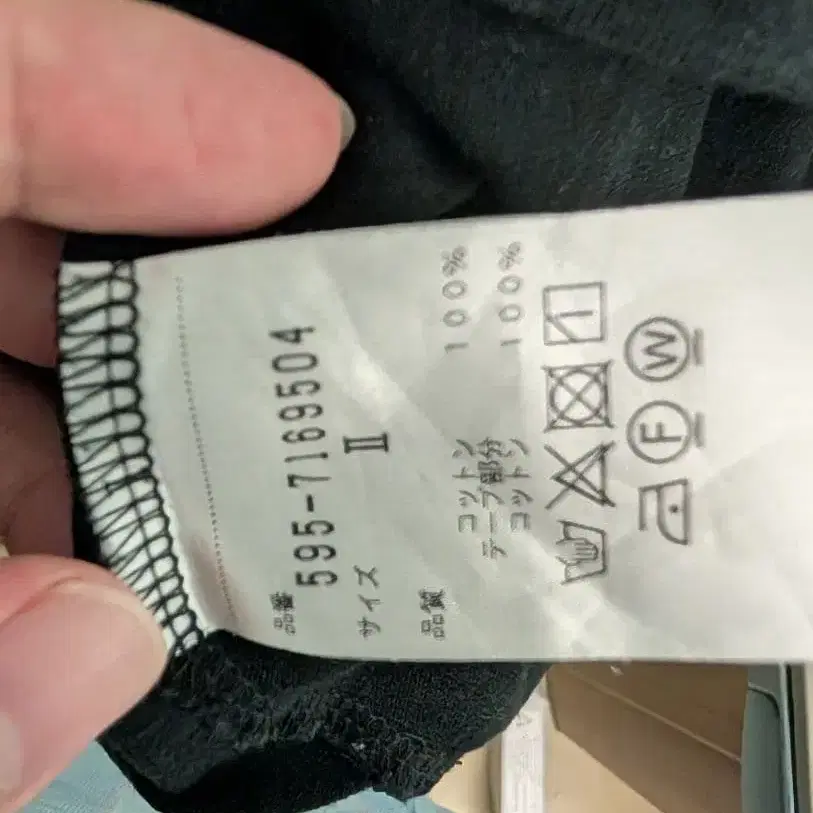 品番
595-7169504
サイズ II
品質
コットン 100%
テープ部分
コットン 100%
F W